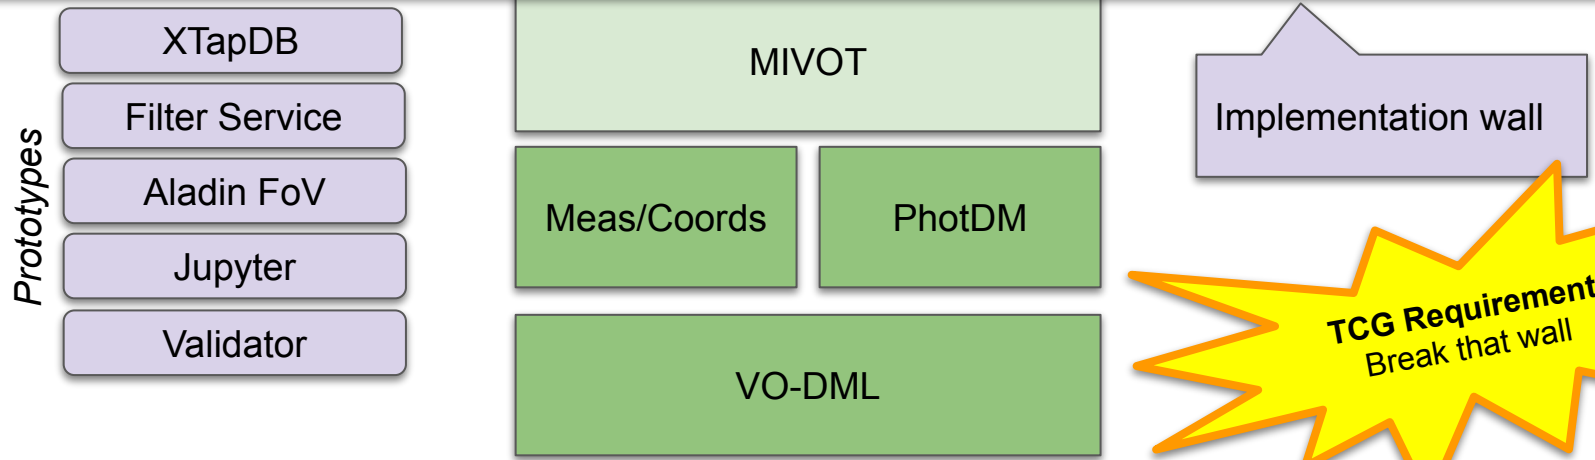 Prototypes
XTapDB
Filter Service
Aladin FoV
Jupyter
Validator
MIVOT
Meas/Coords
PhotDM
VO-DML
Implementation wall
TCG Requirement
Break that wall